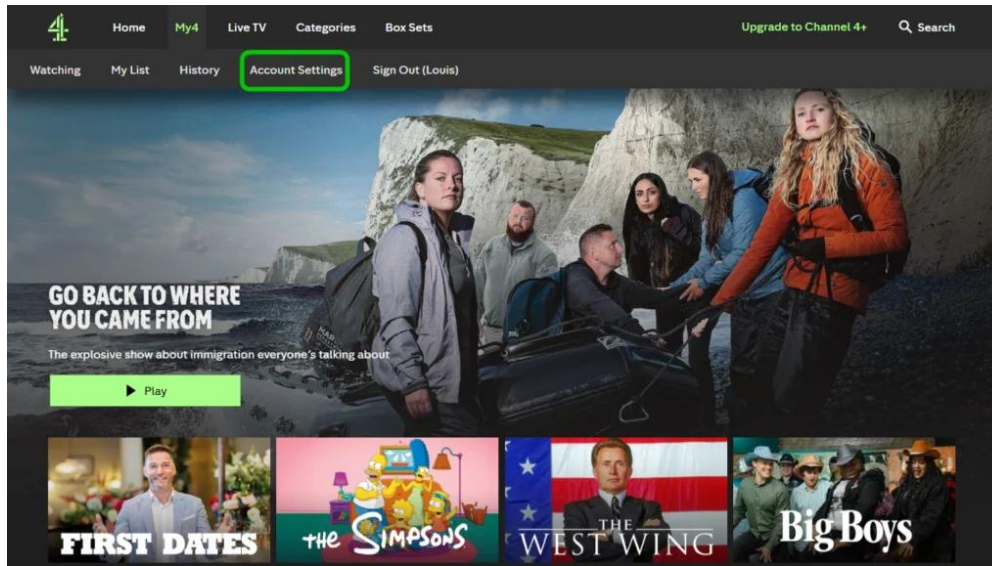 4
Home My4 Live TV Categories Box Sets Upgrade to Channel 4+ Search
Watching My List History Account Settings Sign Out (Louis)
GO BACK TO WHERE
YOU CAME FROM
The explosive show about immigration everyone's talking about
Play
FIRST DATES
THE SIMPSONS
THE
WEST WING
Big Boys